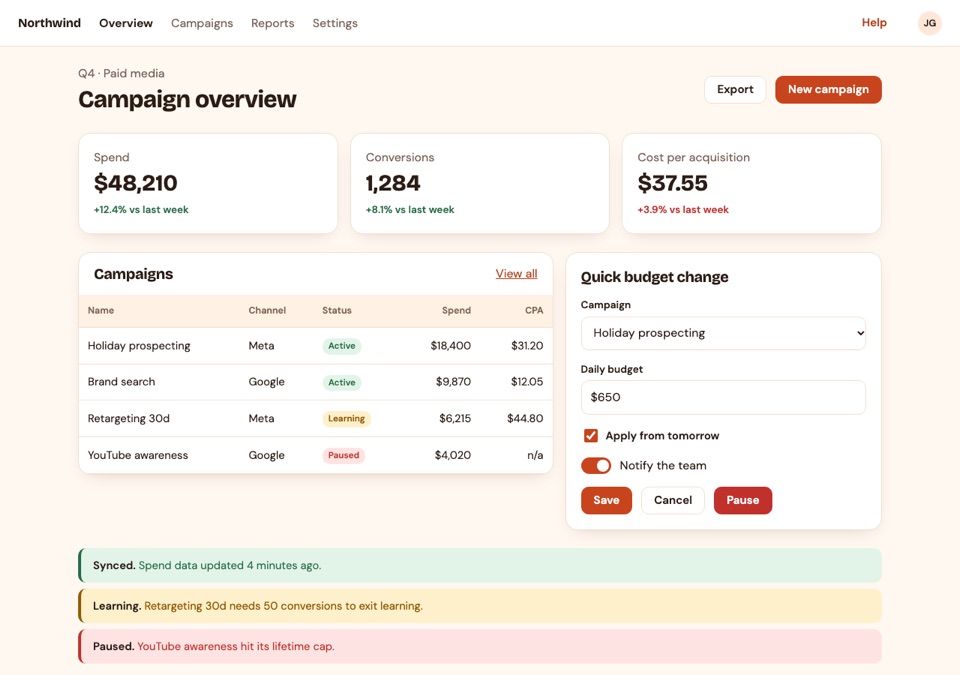 Northwind Overview Campaigns Reports Settings Help JG
Q4 · Paid media
Campaign overview
Export New campaign
Spend
$48,210
+12.4% vs last week
Conversions
1,284
+8.1% vs last week
Cost per acquisition
$37.55
+3.9% vs last week
Campaigns View all
Name Channel Status Spend CPA
Holiday prospecting Meta Active $18,400 $31.20
Brand search Google Active $9,870 $12.05
Retargeting 30d Meta Learning $6,215 $44.80
YouTube awareness Google Paused $4,020 n/a
Quick budget change
Campaign
Holiday prospecting
Daily budget
$650
Apply from tomorrow
Notify the team
Save Cancel Pause
Synced. Spend data updated 4 minutes ago.
Learning. Retargeting 30d needs 50 conversions to exit learning.
Paused. YouTube awareness hit its lifetime cap.